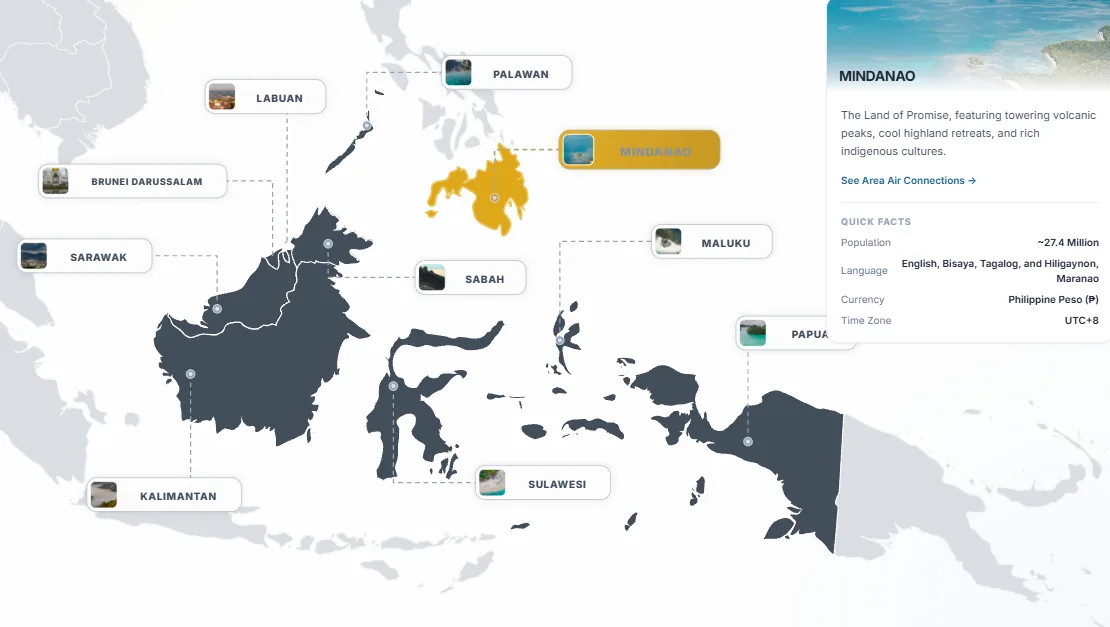 PALAWAN
LABUAN
MINDANAO
BRUNEI DARUSSALAM
SARAWAK
SABAH
MALUKU
PAPUA
KALIMANTAN
SULAWESI
MINDANAO
The Land of Promise, featuring towering volcanic
peaks, cool highland retreats, and rich
indigenous cultures.
See Area Air Connections →
QUICK FACTS
Population ~27.4 Million
Language English, Bisaya, Tagalog, and Hiligaynon,
Maranao
Currency Philippine Peso (₱)
Time Zone UTC+8